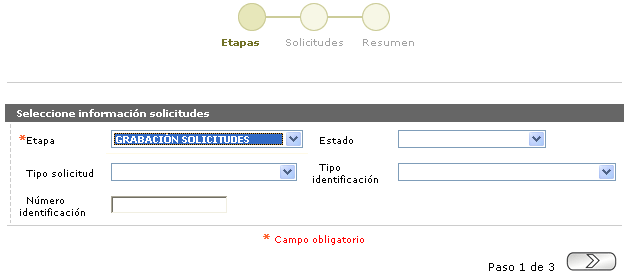 Etapas Solicitudes Resumen
Seleccione información solicitudes
*Etapa GRABACION SOLICITUDES Estado
Tipo solicitud Tipo identificación
Número identificación
* Campo obligatorio
Paso 1 de 3